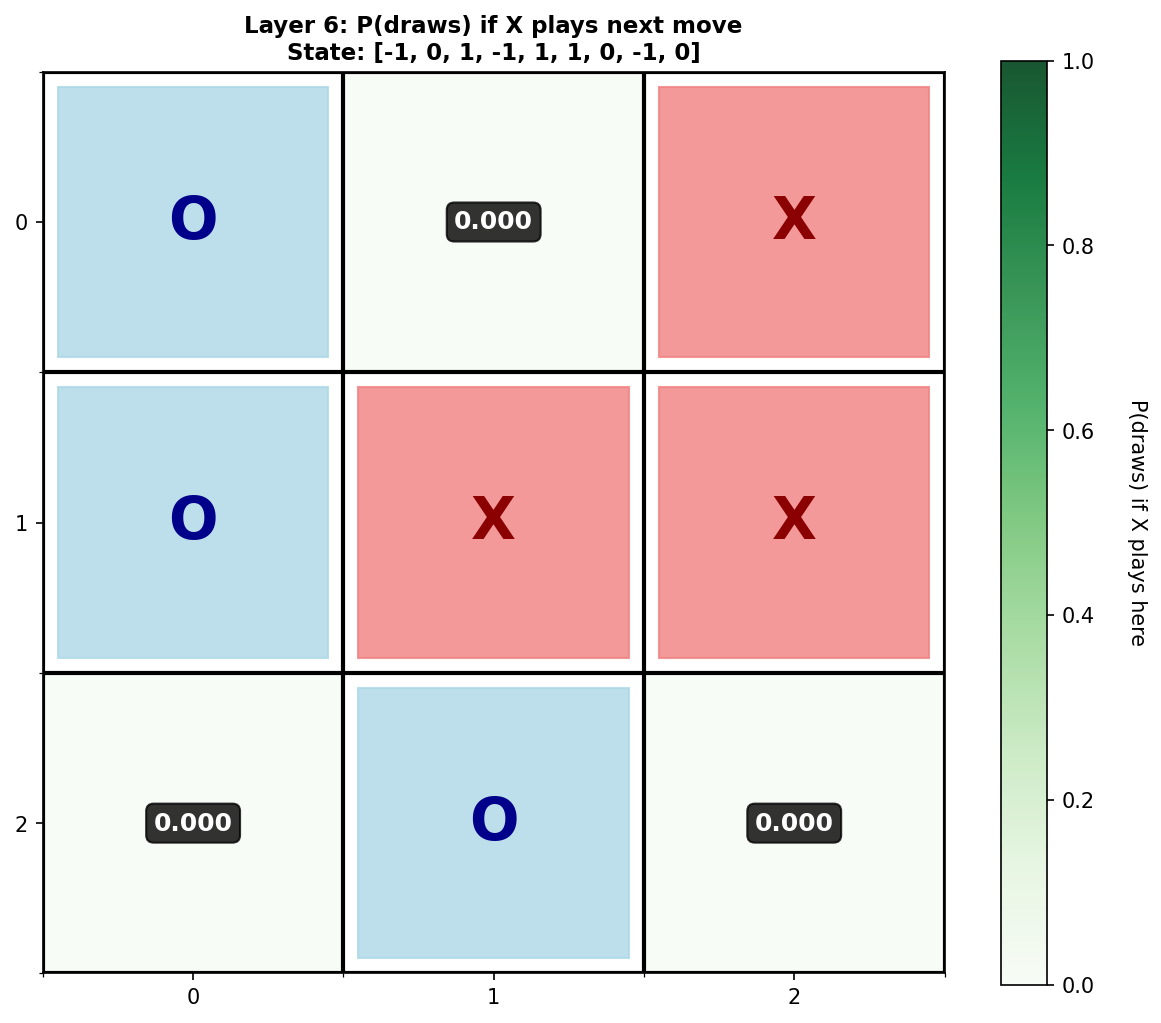 Layer 6: P(draws) if X plays next move
State: [-1, 0, 1, -1, 1, 1, 0, -1, 0]
O
0.000
X
O
X
X
0.000
O
0.000
0
1
2
0
1
2
1.0
0.8
0.6
0.4
0.2
0.0
P(draws) if X plays here